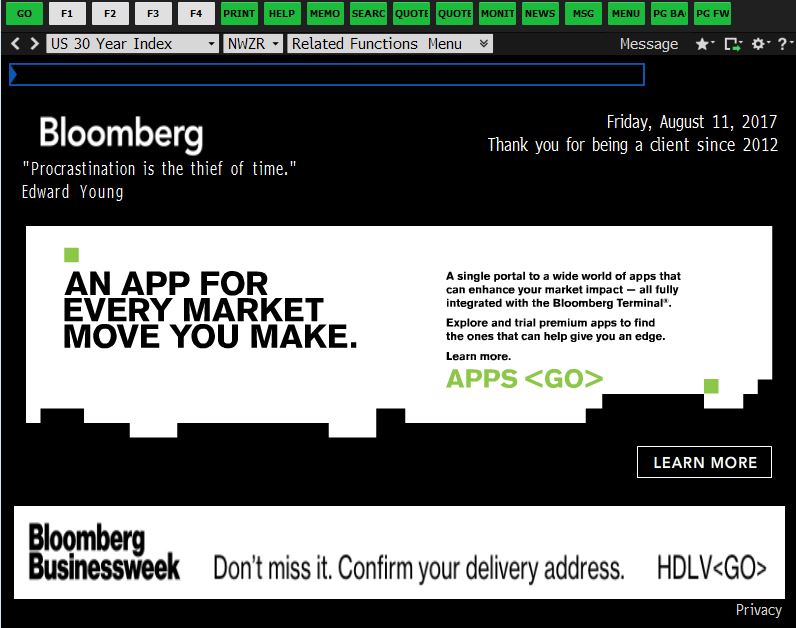 GO F1 F2 F3 F4 PRINT HELP MEMO SEARC QUOTE QUOTE MONIT NEWS MSG MENU PG BA PG FW
US 30 Year Index NWZR Related Functions Menu Message
Bloomberg
Friday, August 11, 2017
Thank you for being a client since 2012
"Procrastination is the thief of time."
Edward Young
AN APP FOR
EVERY MARKET
MOVE YOU MAKE.
A single portal to a wide world of apps that
can enhance your market impact — all fully
integrated with the Bloomberg Terminal®.
Explore and trial premium apps to find
the ones that can help give you an edge.
Learn more.
APPS <GO>
LEARN MORE
Bloomberg
Businessweek
Don't miss it. Confirm your delivery address. HDLV<GO>
Privacy